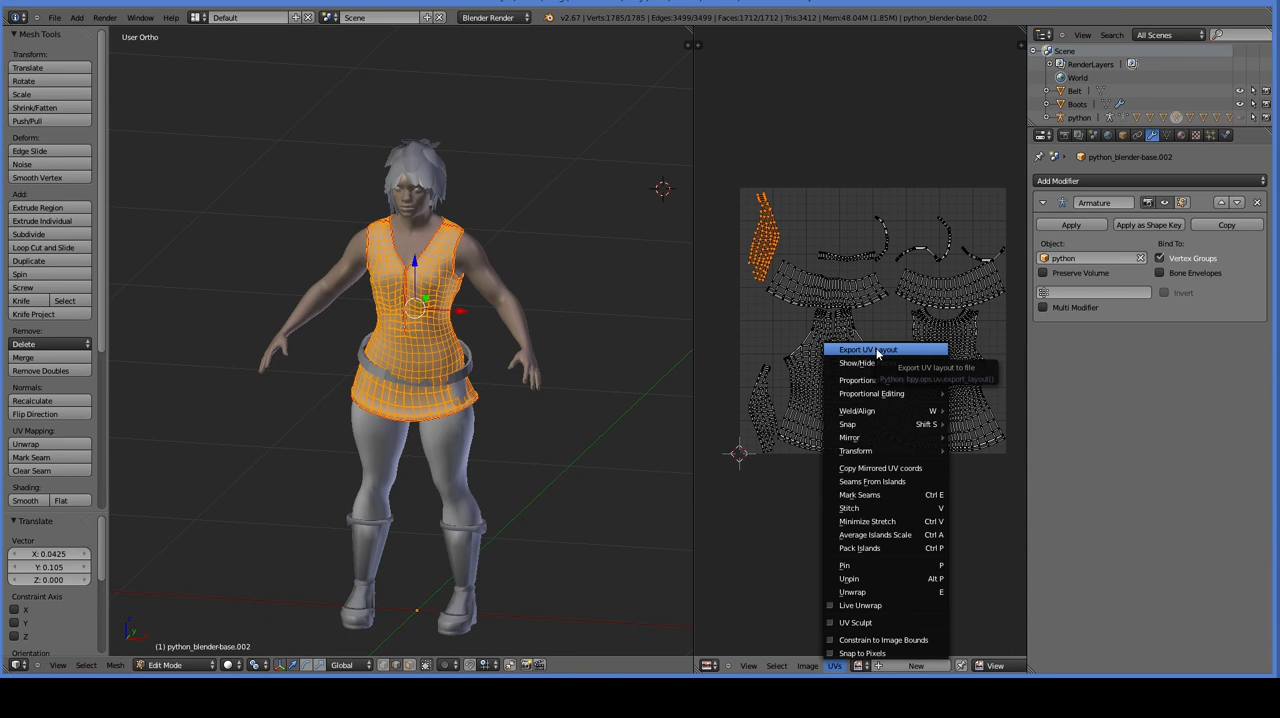 File Add Render Window Help Default Scene Blender Render v2.67 | Verts:1785/1785 | Edges:3499/3499 | Faces:1712/1712 | Tris:3412 | Mem:48.04M (1.85M) | python_blender-base.002
Mesh Tools
Transform:
Translate
Rotate
Scale
Shrink/Fatten
Push/Pull
Deform:
Edge Slide
Noise
Smooth Vertex
Add:
Extrude Region
Extrude Individual
Subdivide
Loop Cut and Slide
Duplicate
Spin
Screw
Knife Select
Knife Project
Remove:
Delete
Merge
Remove Doubles
Normals:
Recalculate
Flip Direction
UV Mapping:
Unwrap
Mark Seam
Clear Seam
Shading:
Smooth Flat
Translate
Vector
X: 0.0425
Y: 0.105
Z: 0.000
Constraint Axis
X
Y
Z
Orientation
User Ortho
(1) python_blender-base.002
View Select Mesh Edit Mode Global
Export UV Layout
Show/Hide
Export UV layout to file
Python: bpy.ops.uv.export_layout()
Proportion
Proportional Editing
Weld/Align W
Snap Shift S
Mirror
Transform
Copy Mirrored UV coords
Seams From Islands
Mark Seams Ctrl E
Stitch V
Minimize Stretch Ctrl V
Average Islands Scale Ctrl A
Pack Islands Ctrl P
Pin P
Unpin Alt P
Unwrap E
Live Unwrap
UV Sculpt
Constrain to Image Bounds
Snap to Pixels
View Select Image UVs New View
View Search All Scenes
Scene
RenderLayers
World
Belt
Boots
python
python_blender-base.002
Add Modifier
Armature
Apply Apply as Shape Key Copy
Object: Bind To:
python Vertex Groups
Preserve Volume Bone Envelopes
Invert
Multi Modifier